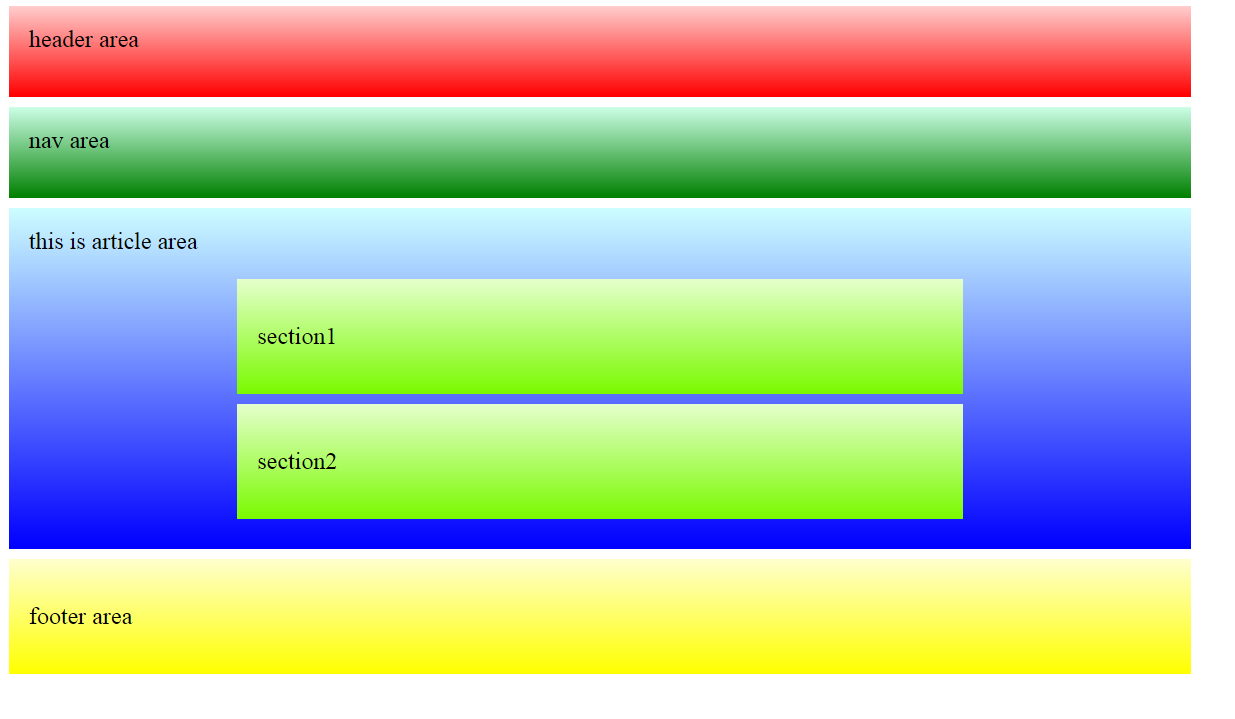 header area
nav area
this is article area
section1
section2
footer area